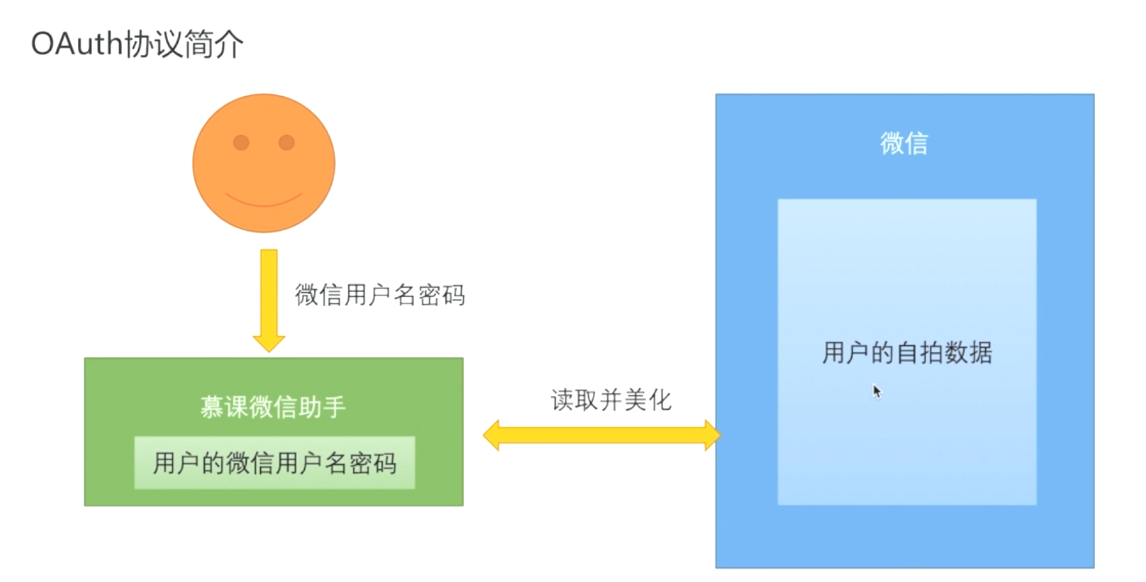 OAuth协议简介
微信
微信用户名密码
用户的自拍数据
读取并美化
慕课微信助手
用户的微信用户名密码